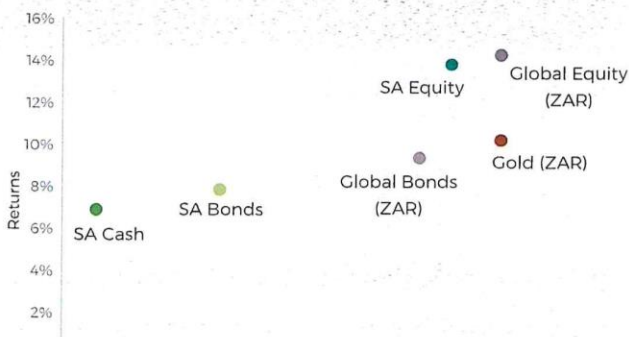 16%
14%
12%
10%
8%
6%
4%
2%
Returns
SA Equity
Global Equity
(ZAR)
Gold (ZAR)
Global Bonds
(ZAR)
SA Bonds
SA Cash